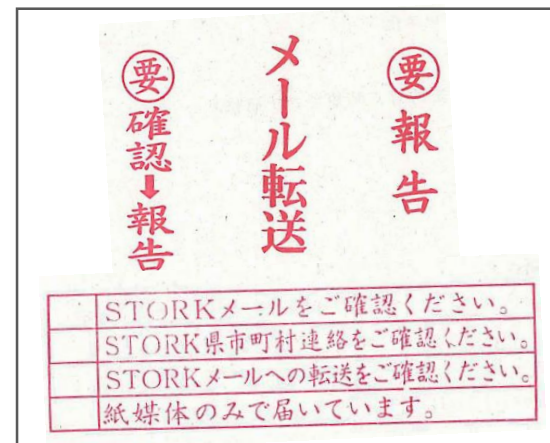 ㊟要 報告
メール転送
㊟要 確認➡報告
STORKメールをご確認ください。
STORK県市町村連絡をご確認ください。
STORKメールへの転送をご確認ください。
紙媒体のみで届いています。